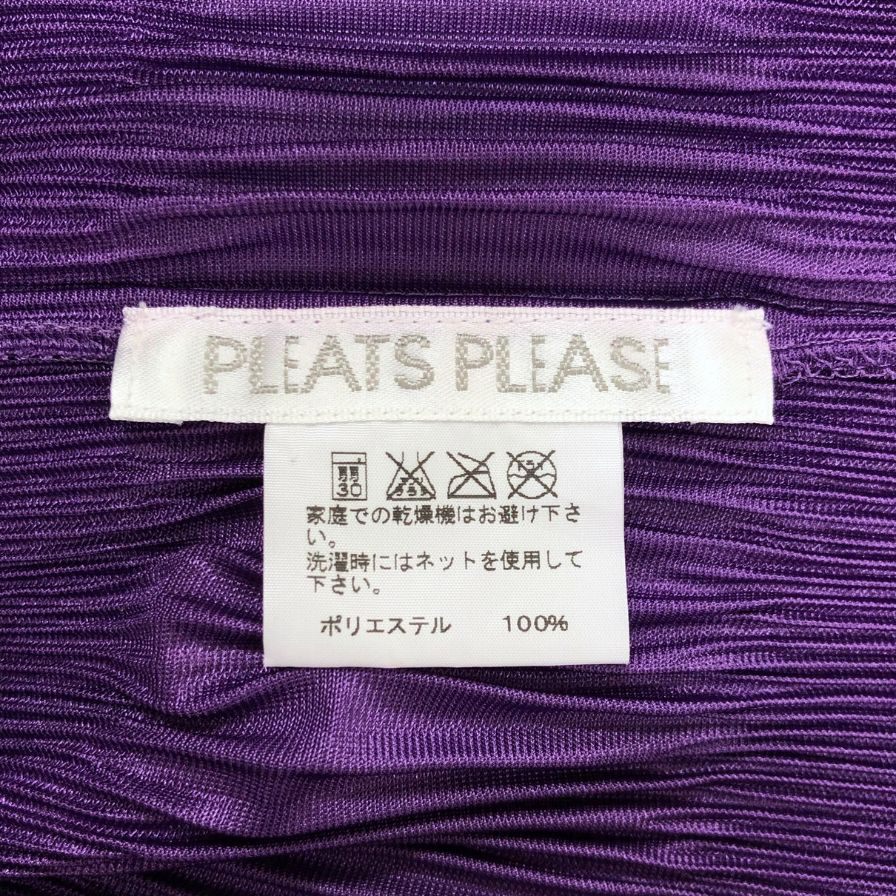 PLEATS PLEASE
弱 30
家庭での乾燥機はお避け下さ
い。
洗濯時にはネットを使用して
下さい。
ポリエステル 100%